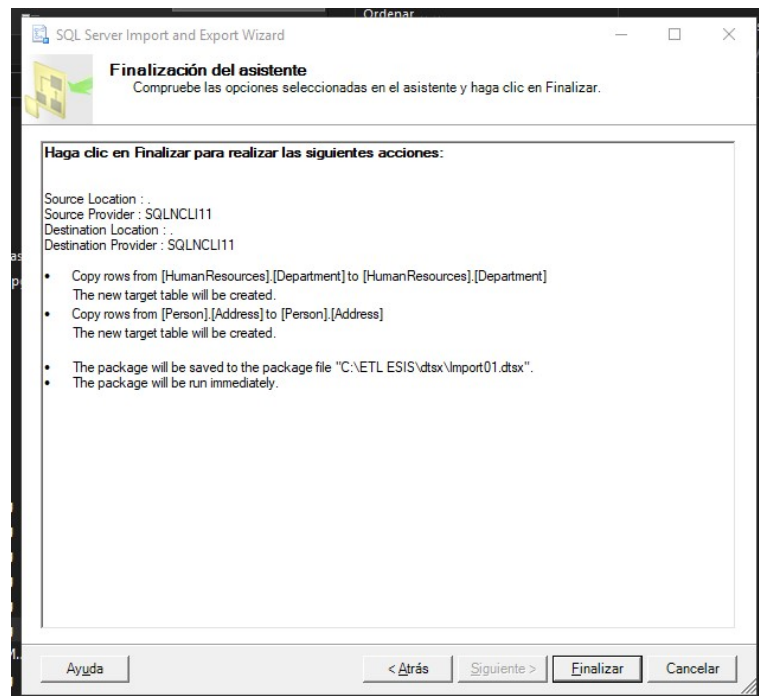 Ordenar
SQL Server Import and Export Wizard
Finalización del asistente
Compruebe las opciones seleccionadas en el asistente y haga clic en Finalizar.
Haga clic en Finalizar para realizar las siguientes acciones:
Source Location : .
Source Provider : SQLNCLI11
Destination Location : .
Destination Provider : SQLNCLI11
• Copy rows from [HumanResources].[Department] to [HumanResources].[Department]
The new target table will be created.
• Copy rows from [Person].[Address] to [Person].[Address]
The new target table will be created.
• The package will be saved to the package file "C:\ETL ESIS\dtsx\Import01.dtsx".
• The package will be run immediately.
Ayuda
< Atrás
Siguiente >
Finalizar
Cancelar